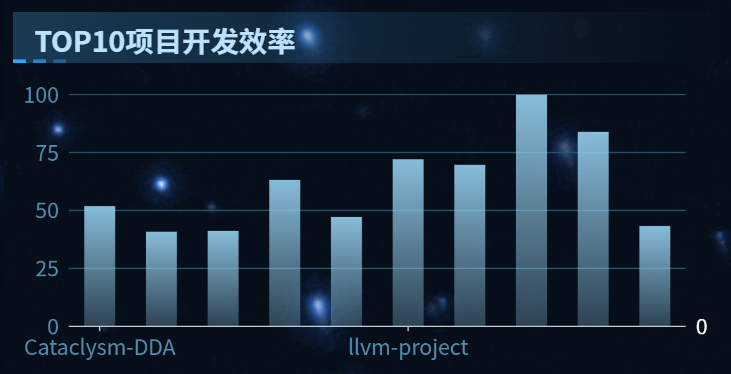 TOP10项目开发效率
100
75
50
25
0
0
Cataclysm-DDA
llvm-project